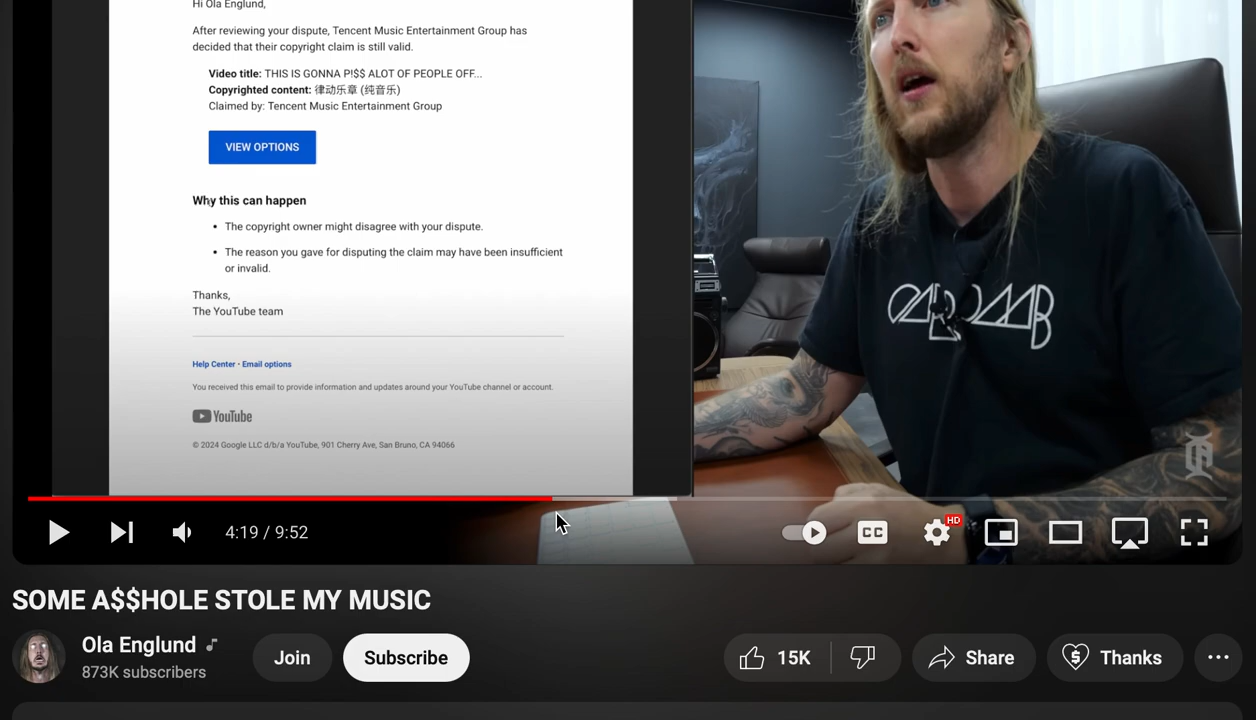 Hi Ola Englund,
After reviewing your dispute, Tencent Music Entertainment Group has
decided that their copyright claim is still valid.
Video title: THIS IS GONNA P!$$ ALOT OF PEOPLE OFF...
Copyrighted content: 律动乐章 (纯音乐)
Claimed by: Tencent Music Entertainment Group
VIEW OPTIONS
Why this can happen
• The copyright owner might disagree with your dispute.
• The reason you gave for disputing the claim may have been insufficient
or invalid.
Thanks,
The YouTube team
Help Center • Email options
You received this email to provide information and updates around your YouTube channel or account.
YouTube
© 2024 Google LLC d/b/a YouTube, 901 Cherry Ave, San Bruno, CA 94066
4:19 / 9:52
CC
HD
SOME A$$HOLE STOLE MY MUSIC
Ola Englund
873K subscribers
Join
Subscribe
15K
Share
Thanks